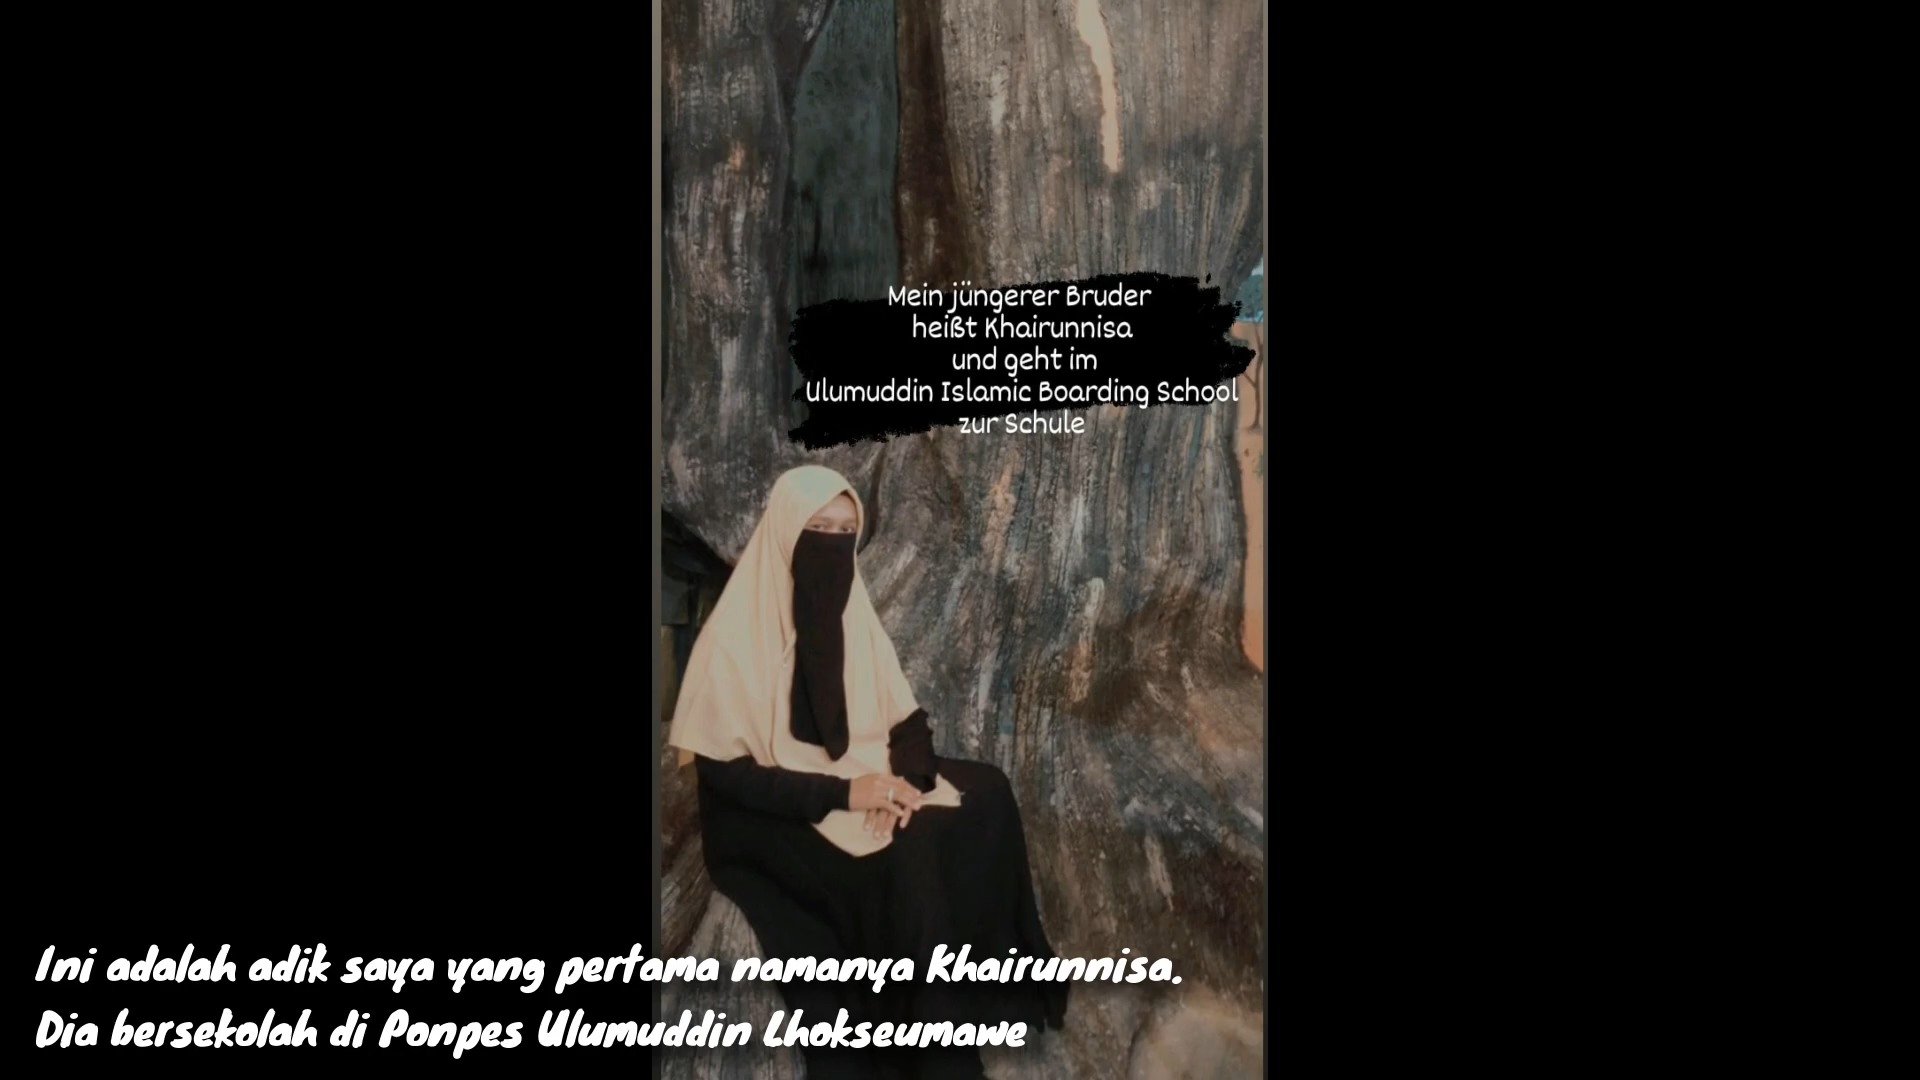 Mein jüngerer Bruder
heißt Khairunnisa
und geht im
Ulumuddin Islamic Boarding School
zur Schule
Ini adalah adik saya yang pertama namanya Khairunnisa.
Dia bersekolah di Ponpes Ulumuddin Lhokseumawe